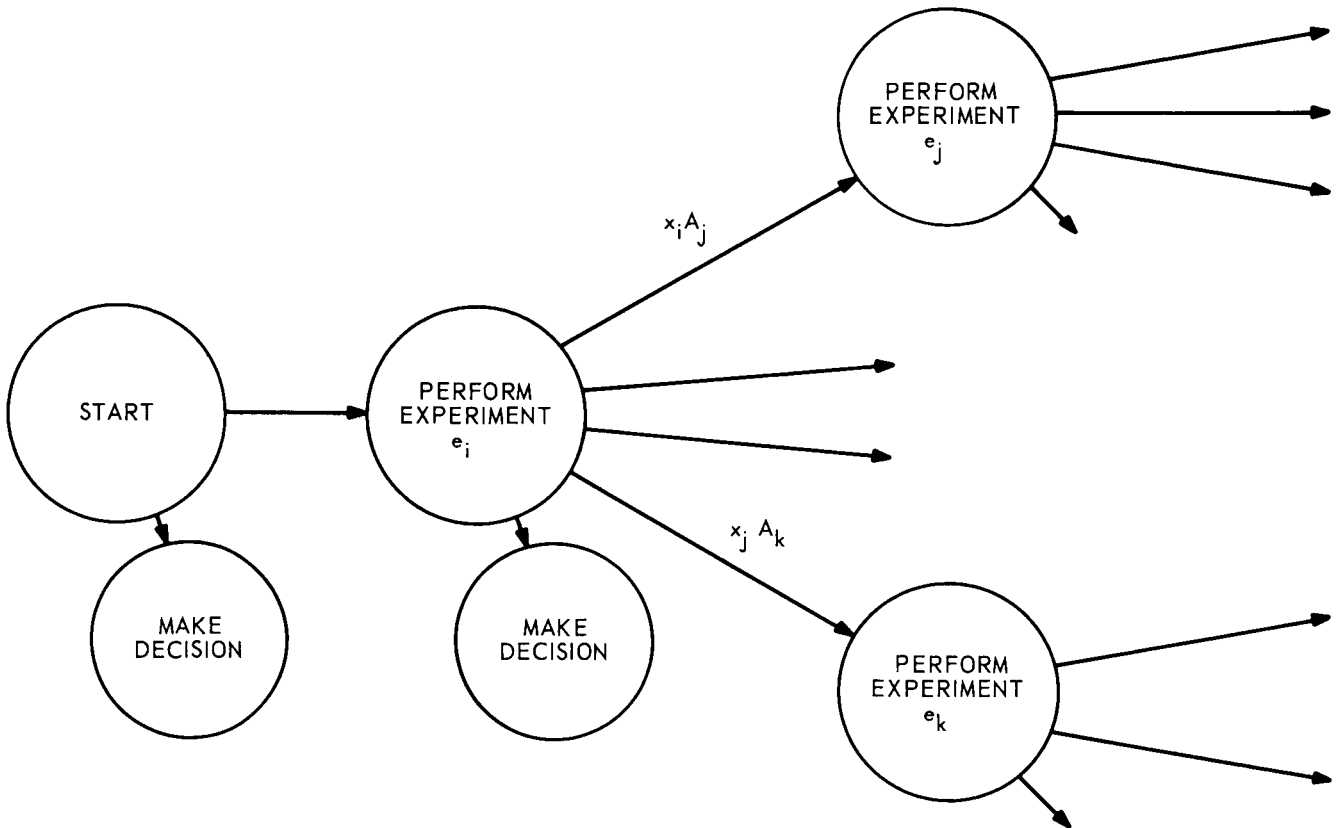 PERFORM
EXPERIMENT
e_j
x_i A_j
START
PERFORM
EXPERIMENT
e_i
x_j A_k
MAKE
DECISION
MAKE
DECISION
PERFORM
EXPERIMENT
e_k